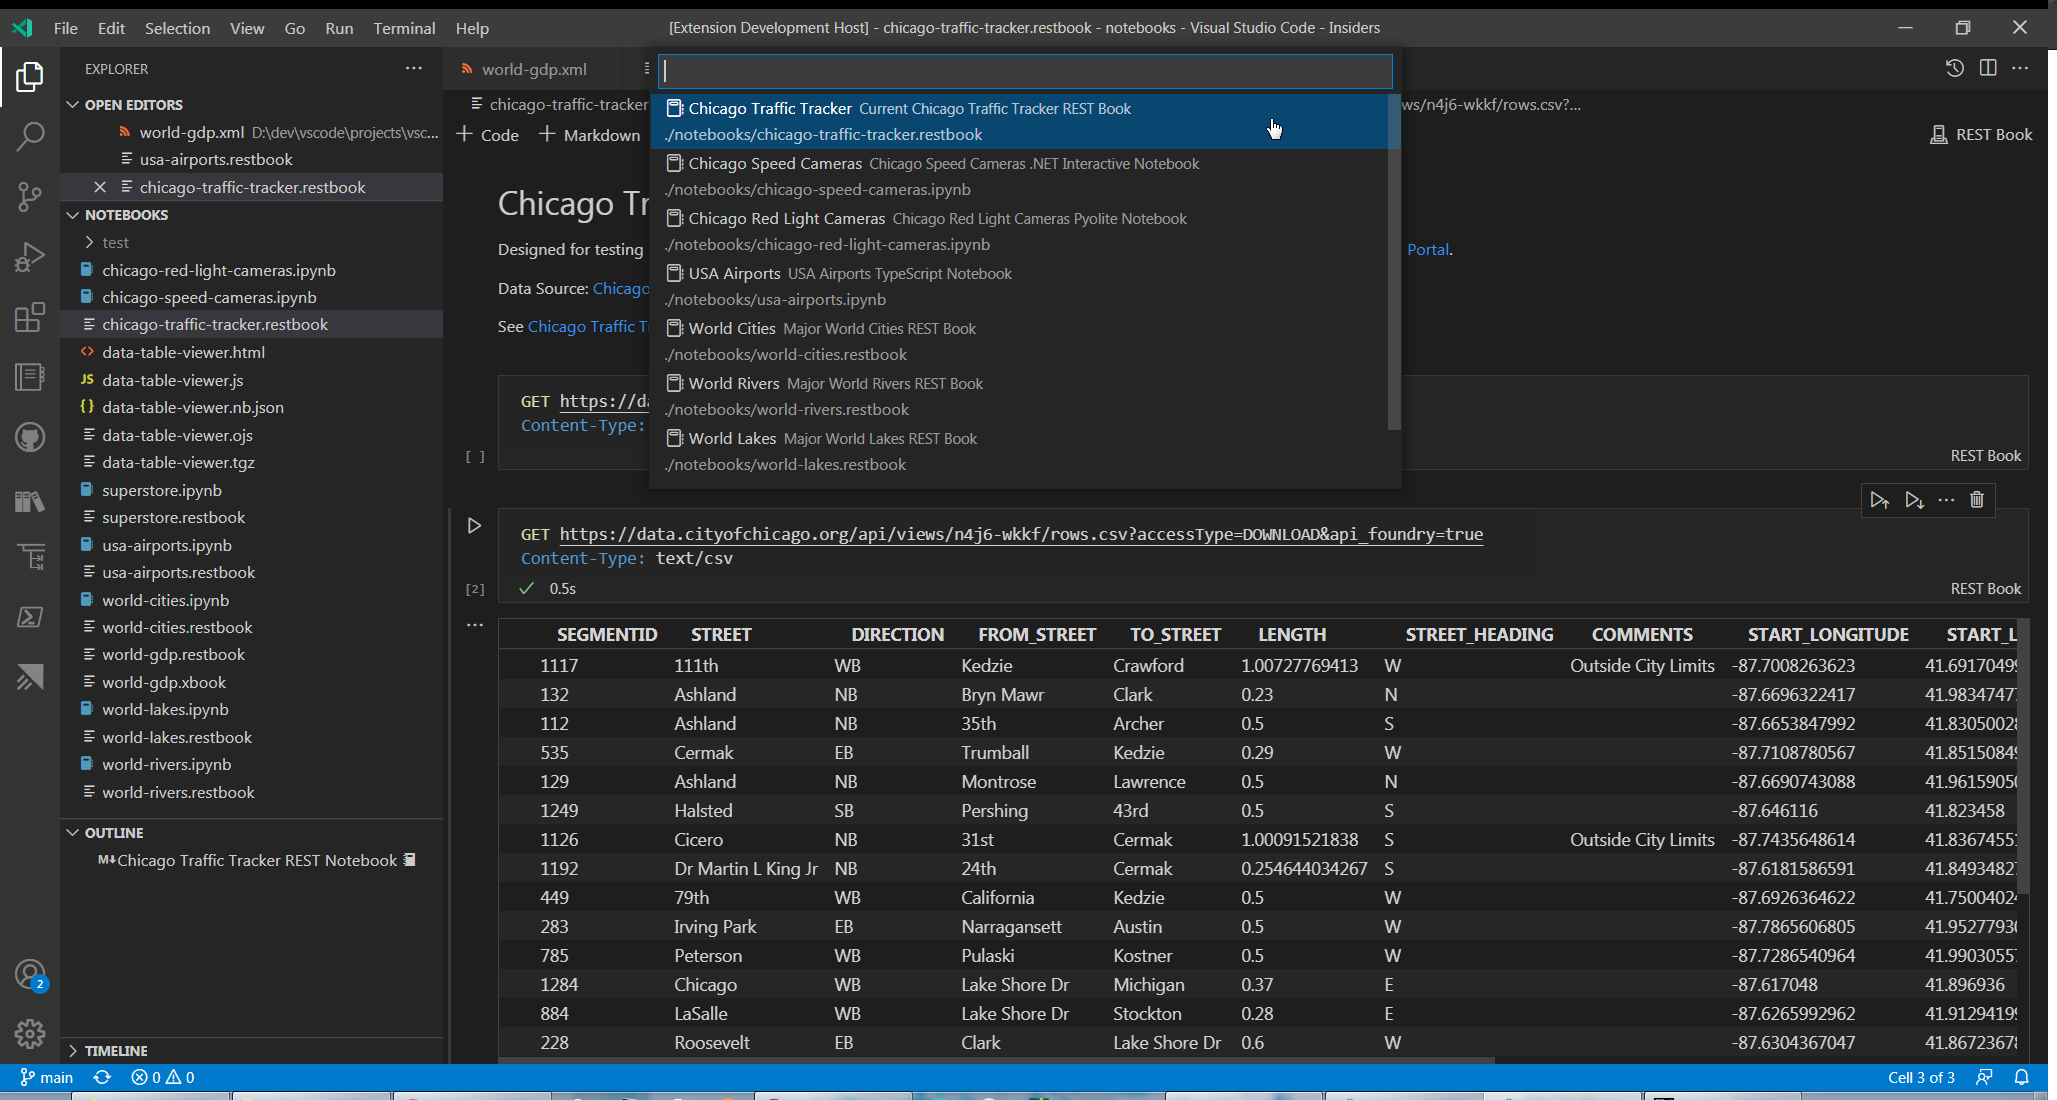 File Edit Selection View Go Run Terminal Help [Extension Development Host] - chicago-traffic-tracker.restbook - notebooks - Visual Studio Code - Insiders
EXPLORER ...
OPEN EDITORS
world-gdp.xml D:\dev\vscode\projects\vsc...
usa-airports.restbook
chicago-traffic-tracker.restbook
NOTEBOOKS
test
chicago-red-light-cameras.ipynb
chicago-speed-cameras.ipynb
chicago-traffic-tracker.restbook
data-table-viewer.html
JS data-table-viewer.js
{} data-table-viewer.nb.json
data-table-viewer.ojs
data-table-viewer.tgz
superstore.ipynb
superstore.restbook
usa-airports.ipynb
usa-airports.restbook
world-cities.ipynb
world-cities.restbook
world-gdp.restbook
world-gdp.xbook
world-lakes.ipynb
world-lakes.restbook
world-rivers.ipynb
world-rivers.restbook
OUTLINE
M↓Chicago Traffic Tracker REST Notebook
TIMELINE
2
world-gdp.xml
chicago-traffic-tracker
ws/n4j6-wkkf/rows.csv?...
+ Code + Markdown
REST Book
Chicago Traffic Tracker Current Chicago Traffic Tracker REST Book
./notebooks/chicago-traffic-tracker.restbook
Chicago Speed Cameras Chicago Speed Cameras .NET Interactive Notebook
./notebooks/chicago-speed-cameras.ipynb
Chicago Red Light Cameras Chicago Red Light Cameras Pyolite Notebook
./notebooks/chicago-red-light-cameras.ipynb
USA Airports USA Airports TypeScript Notebook
./notebooks/usa-airports.ipynb
World Cities Major World Cities REST Book
./notebooks/world-cities.restbook
World Rivers Major World Rivers REST Book
./notebooks/world-rivers.restbook
World Lakes Major World Lakes REST Book
./notebooks/world-lakes.restbook
Chicago Tr
Designed for testing Portal.
Data Source: Chicago
See Chicago Traffic T
GET https://da
Content-Type:
[ ] REST Book
GET https://data.cityofchicago.org/api/views/n4j6-wkkf/rows.csv?accessType=DOWNLOAD&api_foundry=true
Content-Type: text/csv
[2] ✓ 0.5s REST Book
SEGMENTID STREET DIRECTION FROM_STREET TO_STREET LENGTH STREET_HEADING COMMENTS START_LONGITUDE START_L
1117 111th WB Kedzie Crawford 1.00727769413 W Outside City Limits -87.7008263623 41.69170499
132 Ashland NB Bryn Mawr Clark 0.23 N -87.6696322417 41.98347477
112 Ashland NB 35th Archer 0.5 S -87.6653847992 41.83050028
535 Cermak EB Trumball Kedzie 0.29 W -87.7108780567 41.85150849
129 Ashland NB Montrose Lawrence 0.5 N -87.6690743088 41.96159050
1249 Halsted SB Pershing 43rd 0.5 S -87.646116 41.823458
1126 Cicero NB 31st Cermak 1.00091521838 S Outside City Limits -87.7435648614 41.83674551
1192 Dr Martin L King Jr NB 24th Cermak 0.254644034267 S -87.6181586591 41.84934827
449 79th WB California Kedzie 0.5 W -87.6926364622 41.75004024
283 Irving Park EB Narragansett Austin 0.5 W -87.7865606805 41.95277930
785 Peterson WB Pulaski Kostner 0.5 W -87.7286540964 41.99030557
1284 Chicago WB Lake Shore Dr Michigan 0.37 E -87.617048 41.896936
884 LaSalle WB Lake Shore Dr Stockton 0.28 E -87.6265992962 41.91294199
228 Roosevelt EB Clark Lake Shore Dr 0.6 W -87.6304367047 41.86723678
main 0 0 Cell 3 of 3